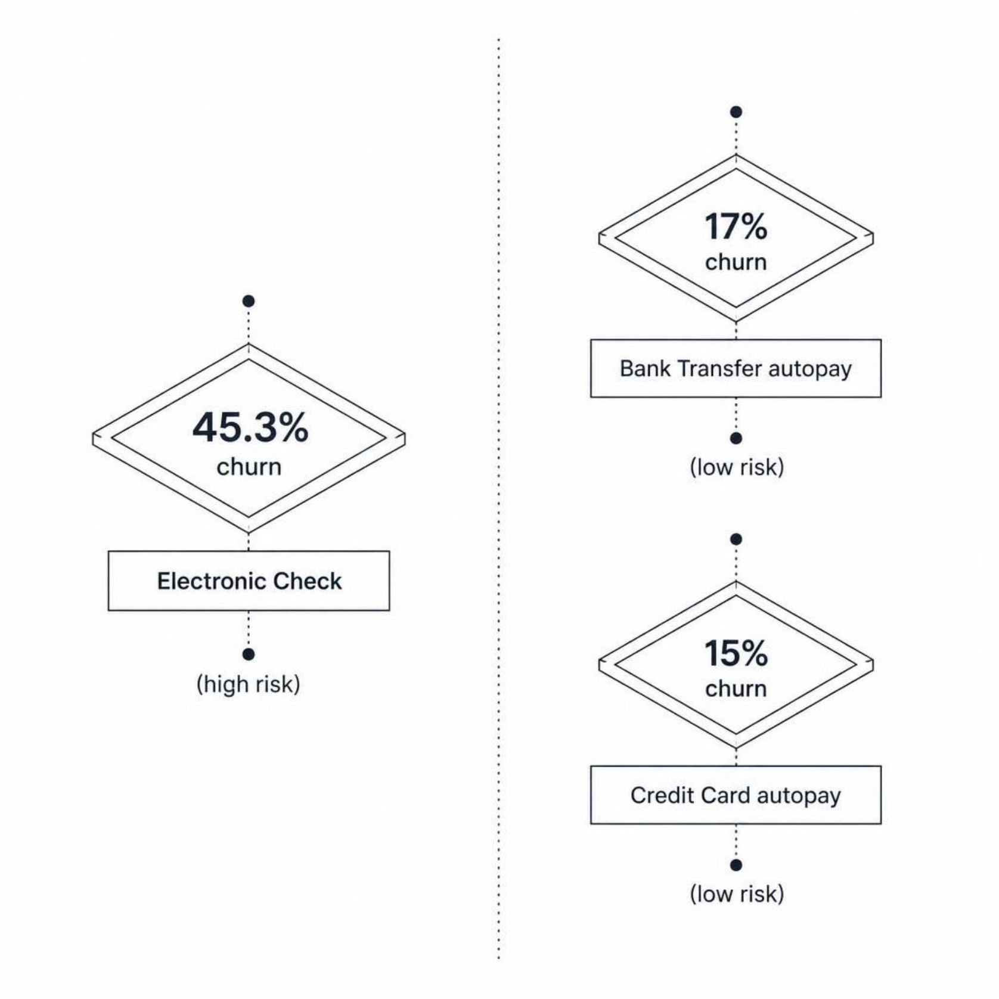 45.3%
churn
Electronic Check
(high risk)
17%
churn
Bank Transfer autopay
(low risk)
15%
churn
Credit Card autopay
(low risk)